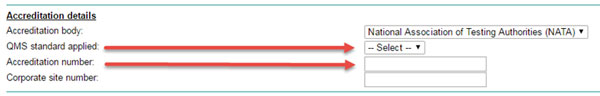 Accreditation details
Accreditation body: National Association of Testing Authorities (NATA)
QMS standard applied: -- Select --
Accreditation number:
Corporate site number: